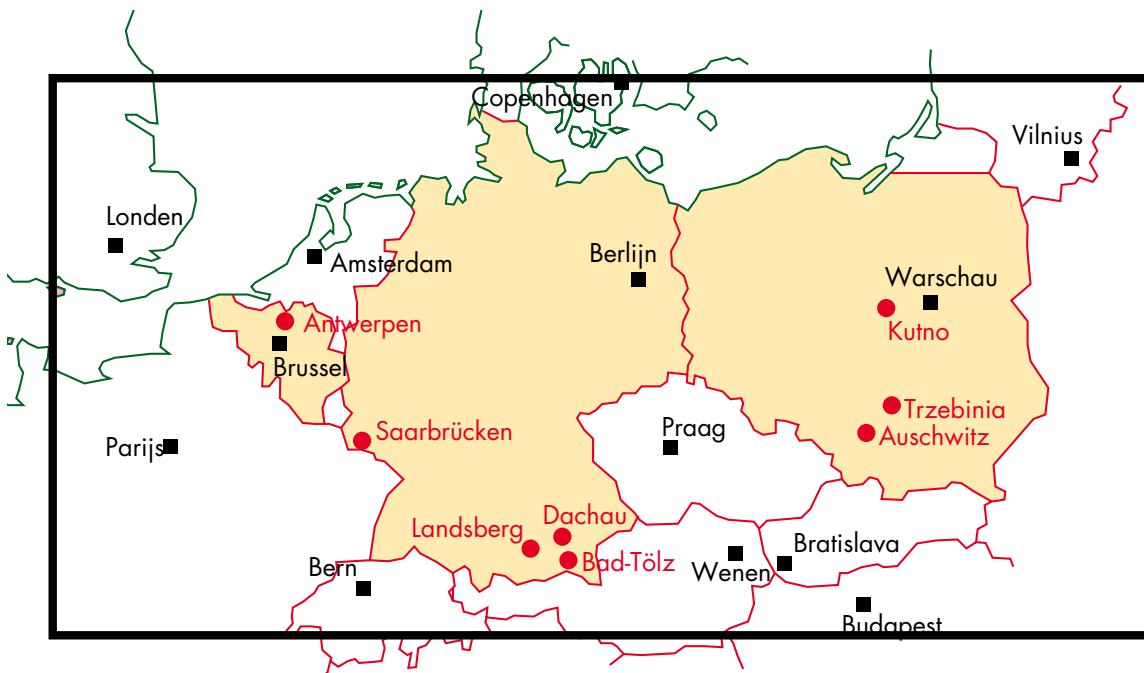 Copenhagen
Vilnius
Londen
Amsterdam
Berlijn
Warschau
Antwerpen
Kutno
Brussel
Trzebinia
Saarbrücken
Praag
Auschwitz
Parijs
Dachau
Landsberg
Bad-Tölz
Bratislava
Bern
Wenen
Budapest